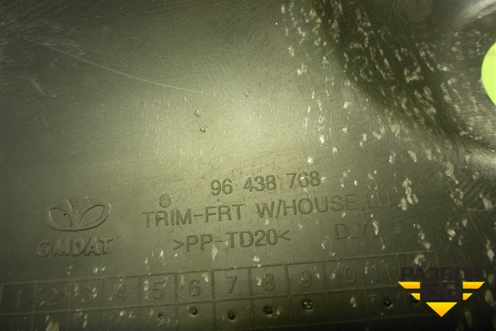 96 438 768
TRIM-FRT W/HOUSE,
GMDAT
>PP-TD20< D.Y
1 2 3 4 5 6 7 8 9 10